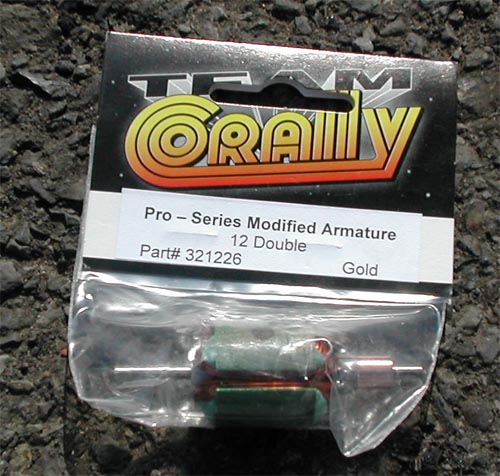 TEAM
CORALLY
Pro – Series Modified Armature
12 Double
Part# 321226
Gold